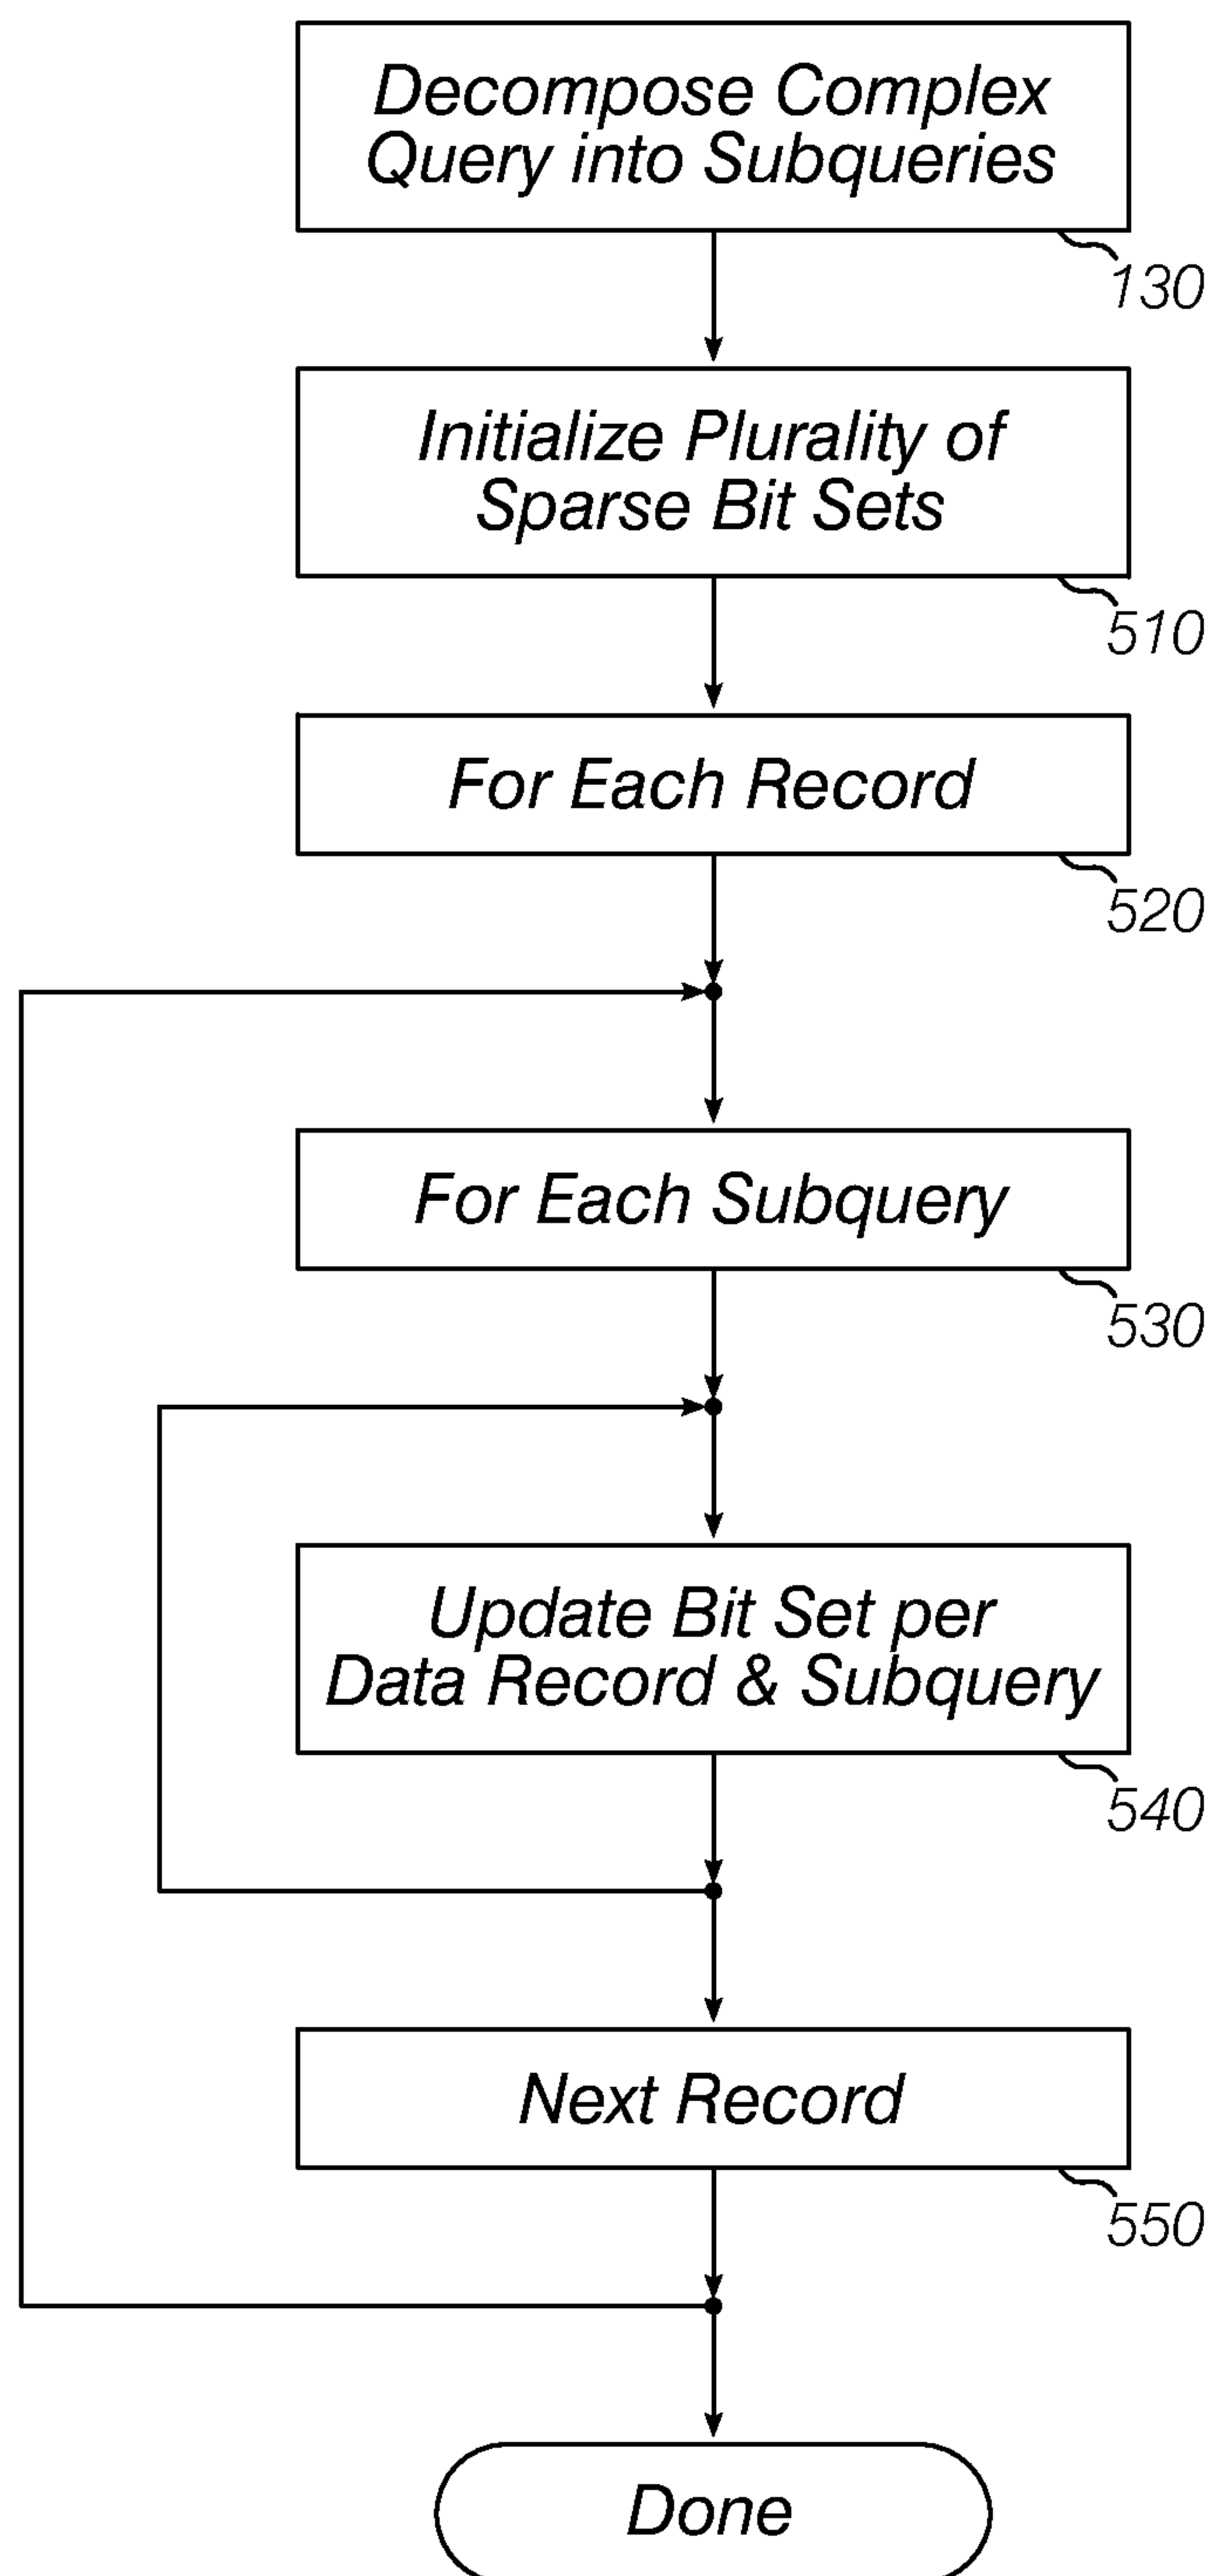 Decompose Complex
Query into Subqueries
130
Initialize Plurality of
Sparse Bit Sets
510
For Each Record
520
For Each Subquery
530
Update Bit Set per
Data Record & Subquery
540
Next Record
550
Done